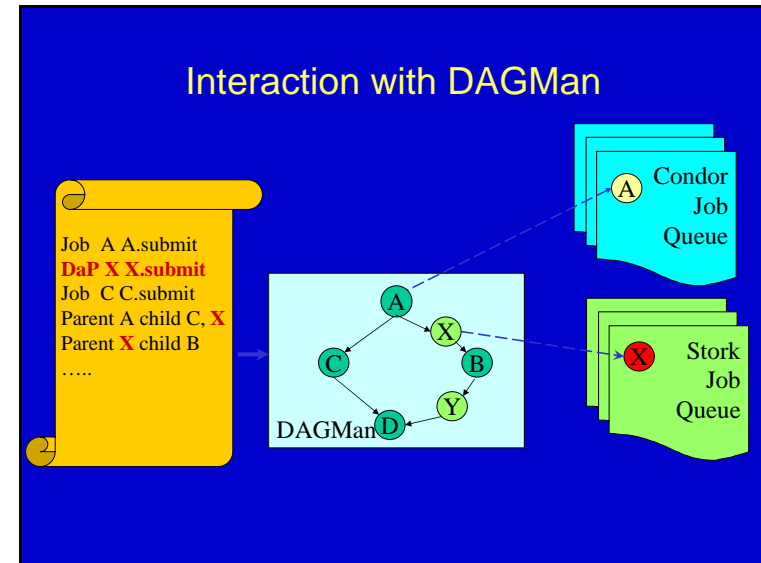 Interaction with DAGMan
Job A A.submit
DaP X X.submit
Job C C.submit
Parent A child C, X
Parent X child B
…..
A
X
C
B
Y
D
DAGMan
A
Condor
Job
Queue
X
Stork
Job
Queue